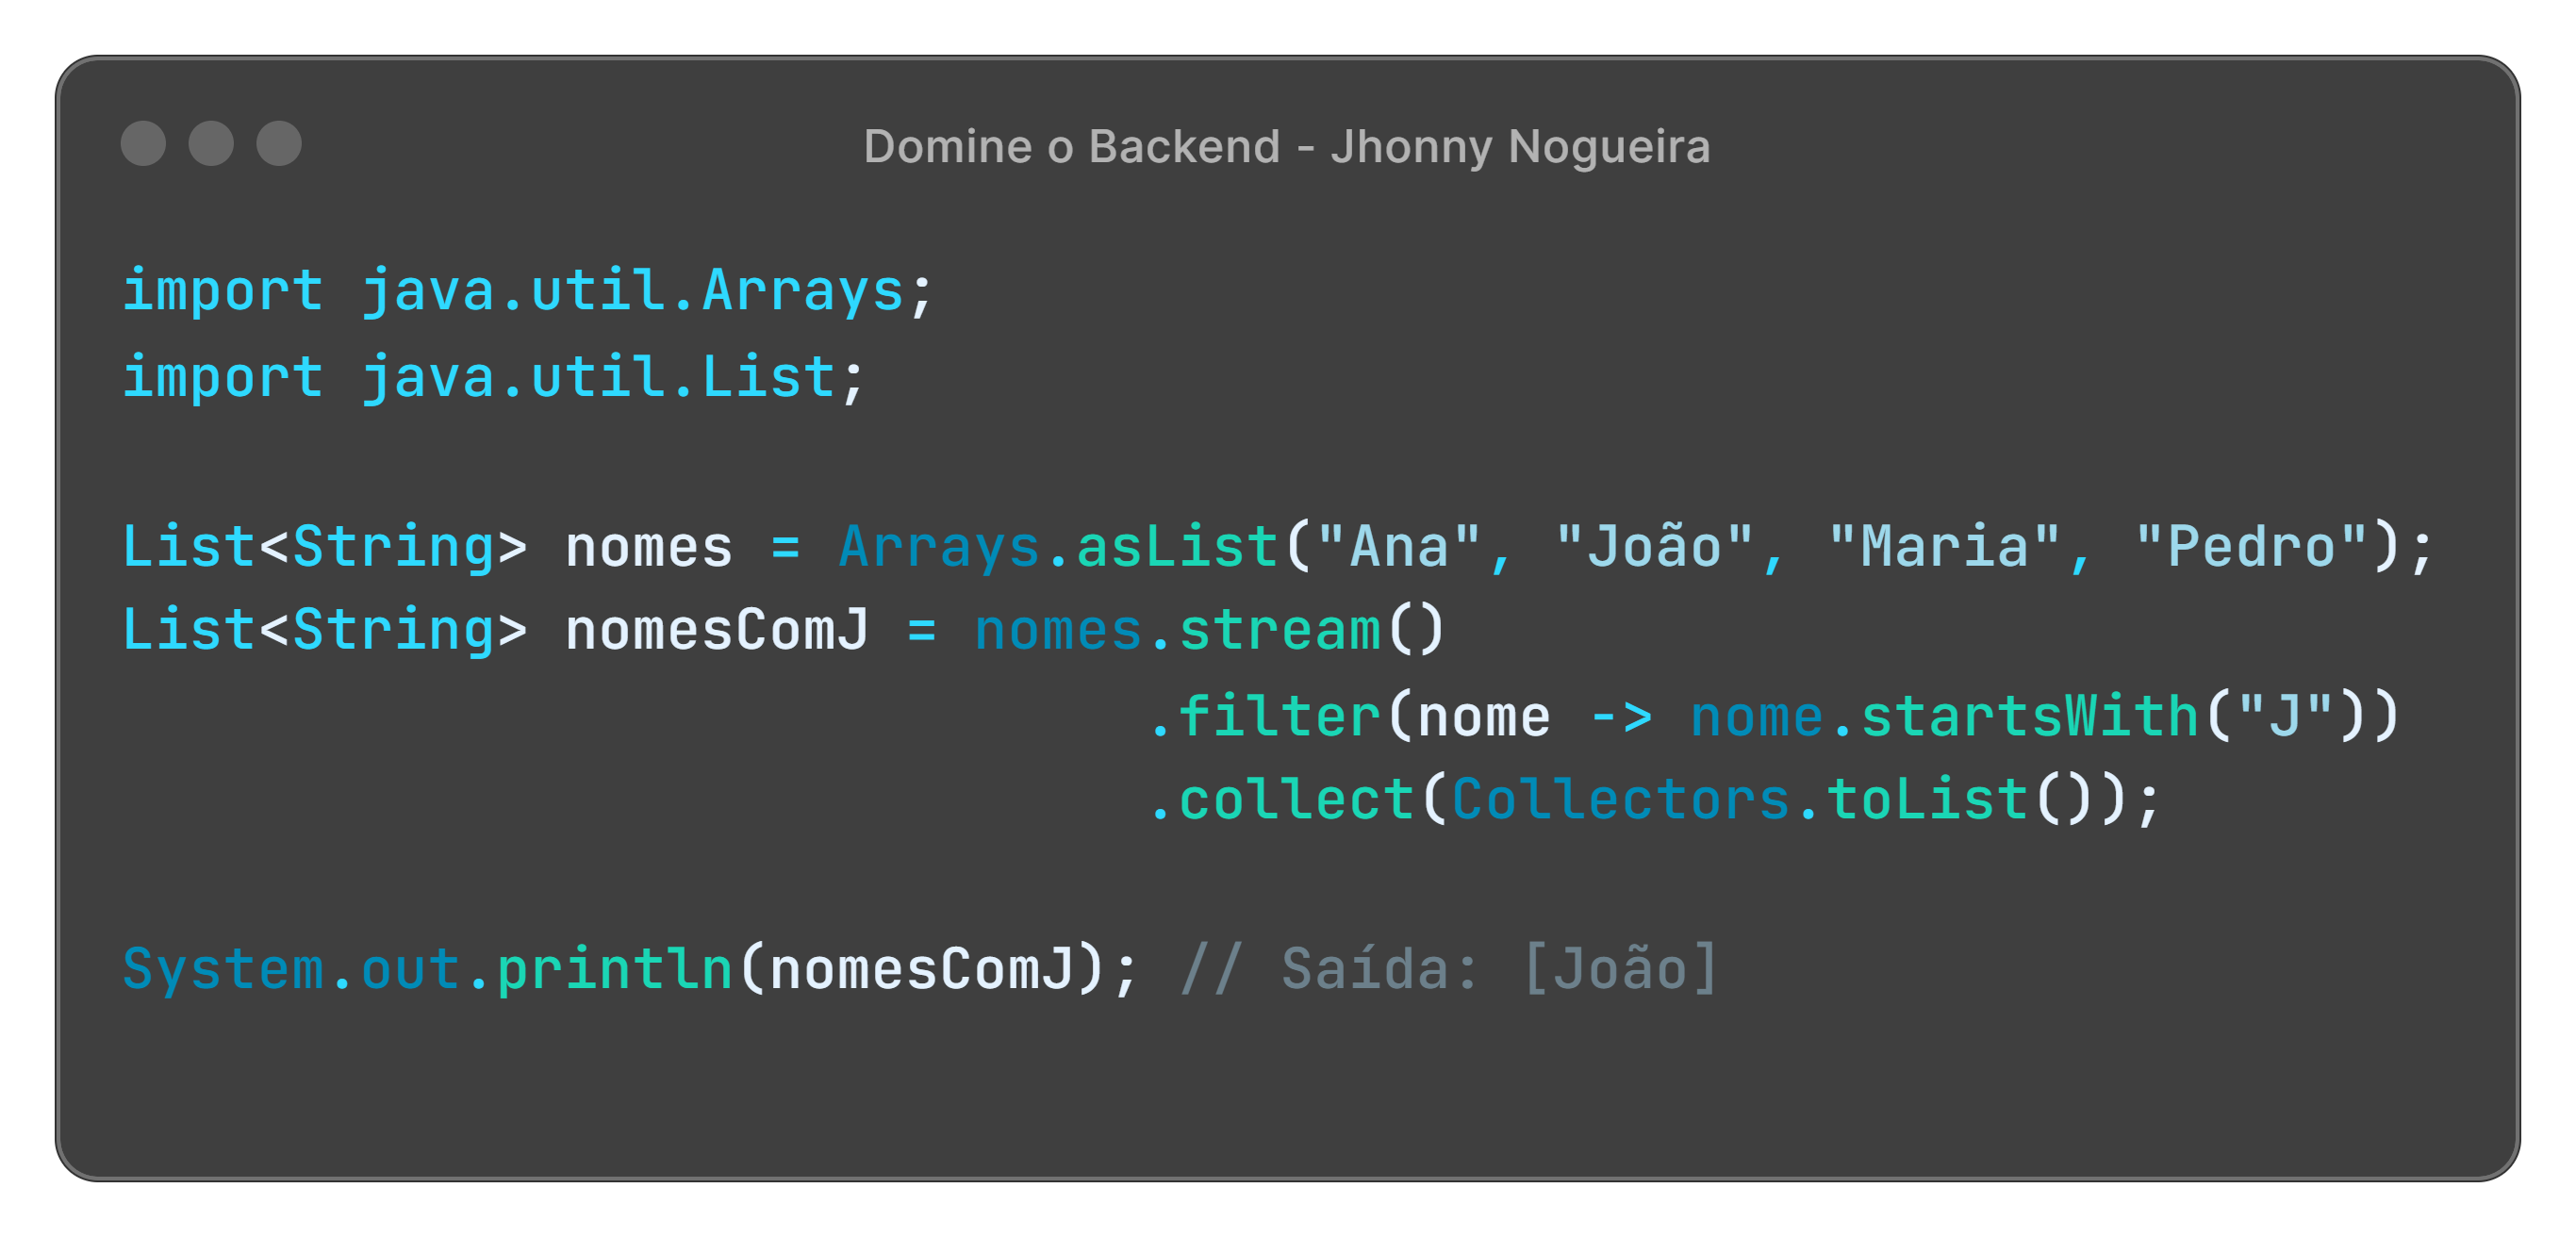 Domine o Backend - Jhonny Nogueira
import java.util.Arrays;
import java.util.List;
List<String> nomes = Arrays.asList("Ana", "João", "Maria", "Pedro");
List<String> nomesComJ = nomes.stream()
.filter(nome -> nome.startsWith("J"))
.collect(Collectors.toList());
System.out.println(nomesComJ); // Saída: [João]